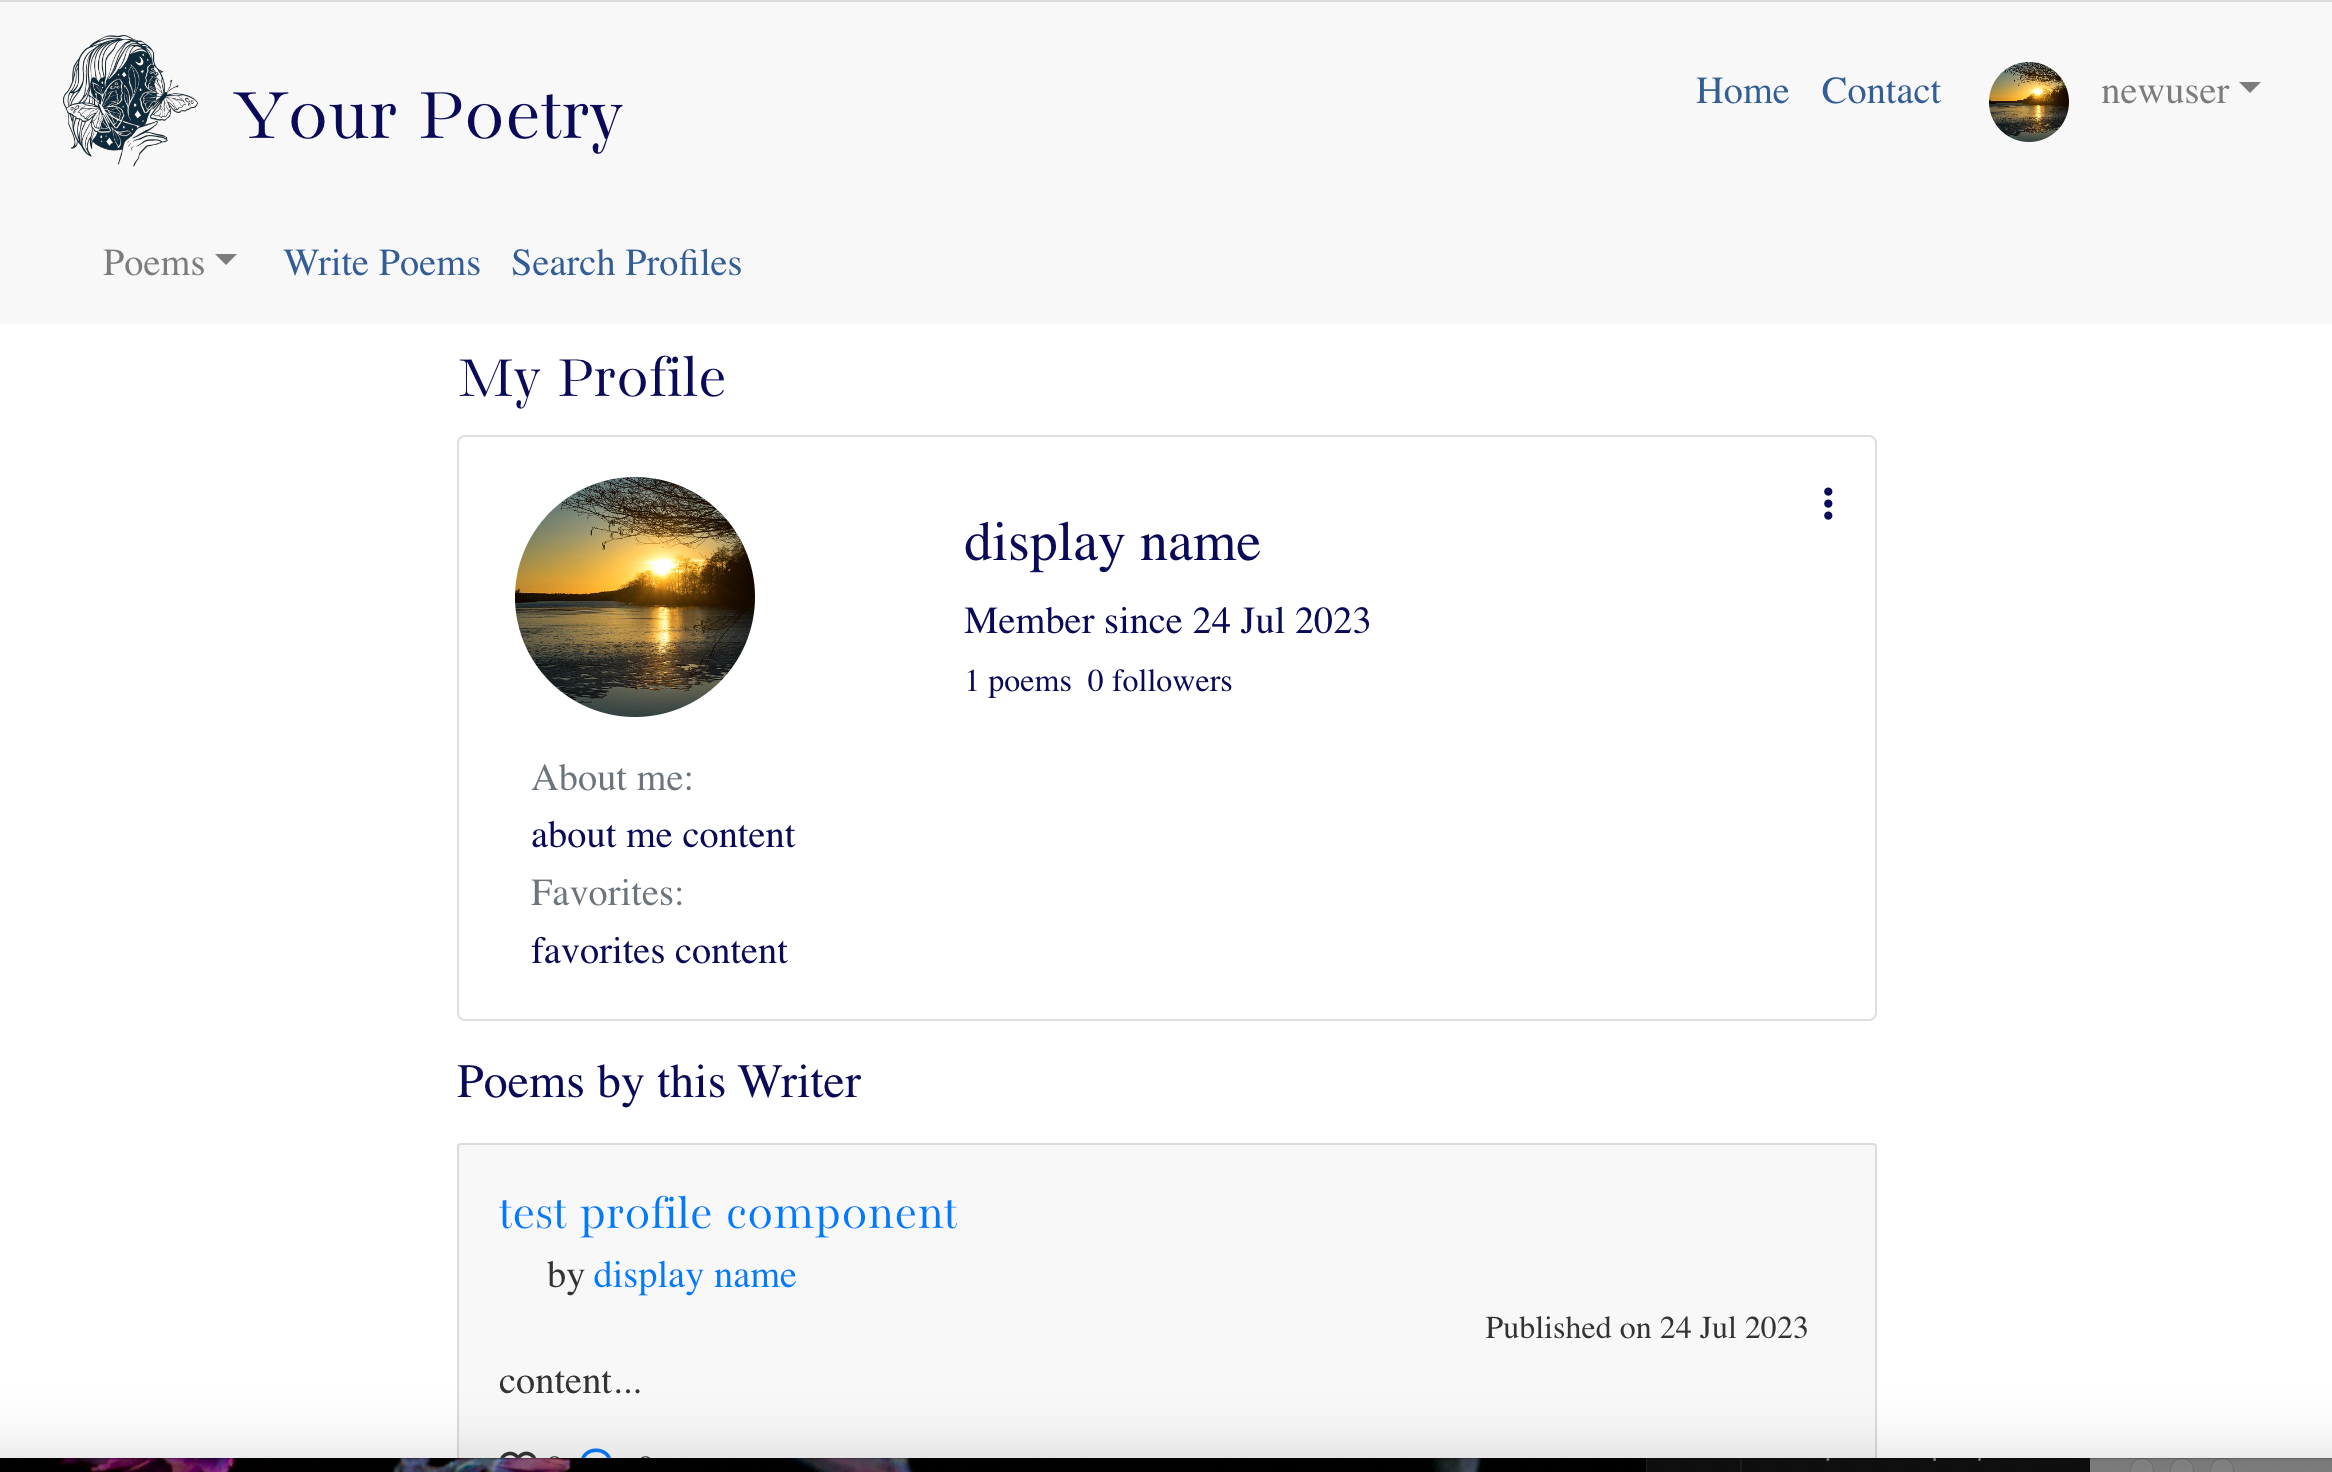 Your Poetry
Home Contact newuser
Poems Write Poems Search Profiles
My Profile
display name
Member since 24 Jul 2023
1 poems 0 followers
About me:
about me content
Favorites:
favorites content
Poems by this Writer
test profile component
by display name
Published on 24 Jul 2023
content...